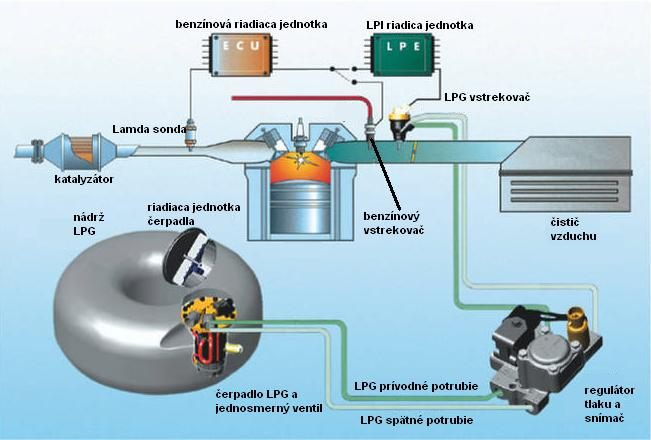 benzínová riadiaca jednotka
LPI riadica jednotka
E C U
L P E
LPG vstrekovač
Lamda sonda
katalyzátor
benzínový
vstrekovač
čistič
vzduchu
nádrž
LPG
riadiaca jednotka
čerpadla
čerpadlo LPG a
jednosmerný ventil
LPG prívodné potrubie
LPG spätné potrubie
regulátor
tlaku a
snímač